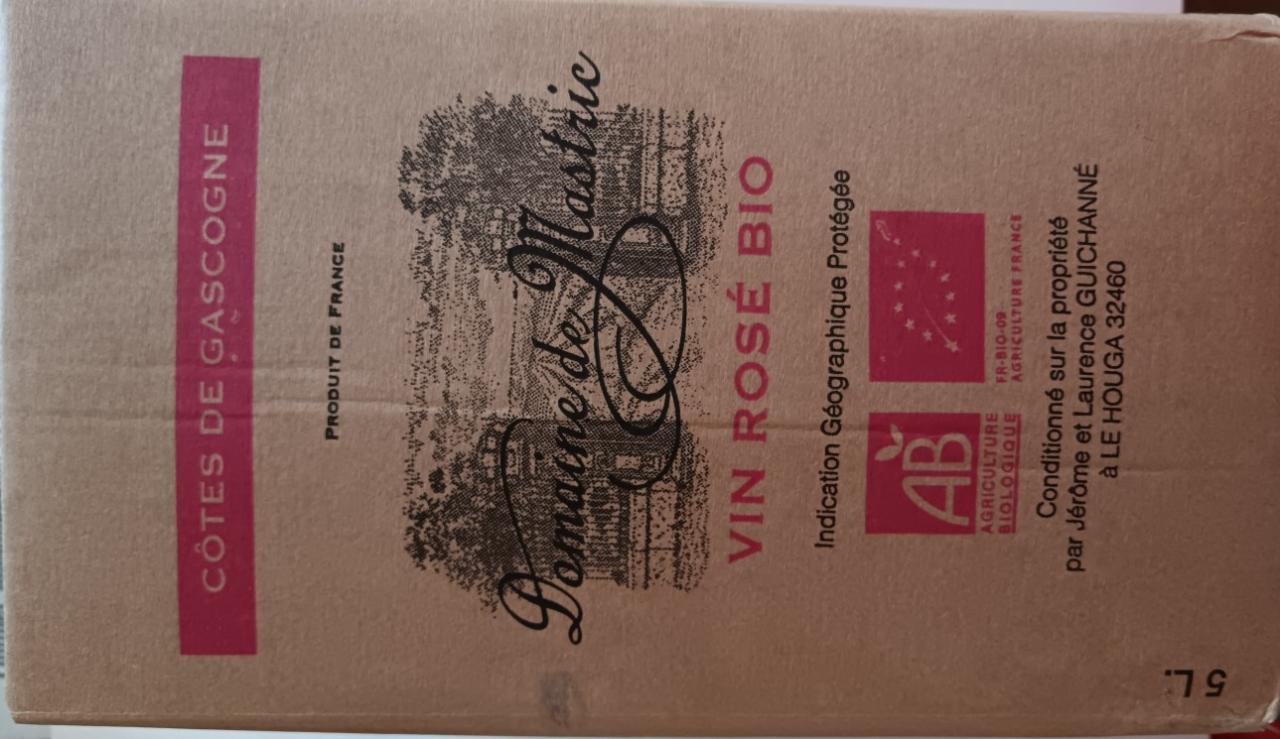 CÔTES DE GASCOGNE
PRODUIT DE FRANCE
Domaine de Mastric
VIN ROSÉ BIO
Indication Géographique Protégée
AB
AGRICULTURE
BIOLOGIQUE
FR-BIO-09
AGRICULTURE FRANCE
Conditionné sur la propriété
par Jérôme et Laurence GUICHANNÉ
à LE HOUGA 32460
5 L.